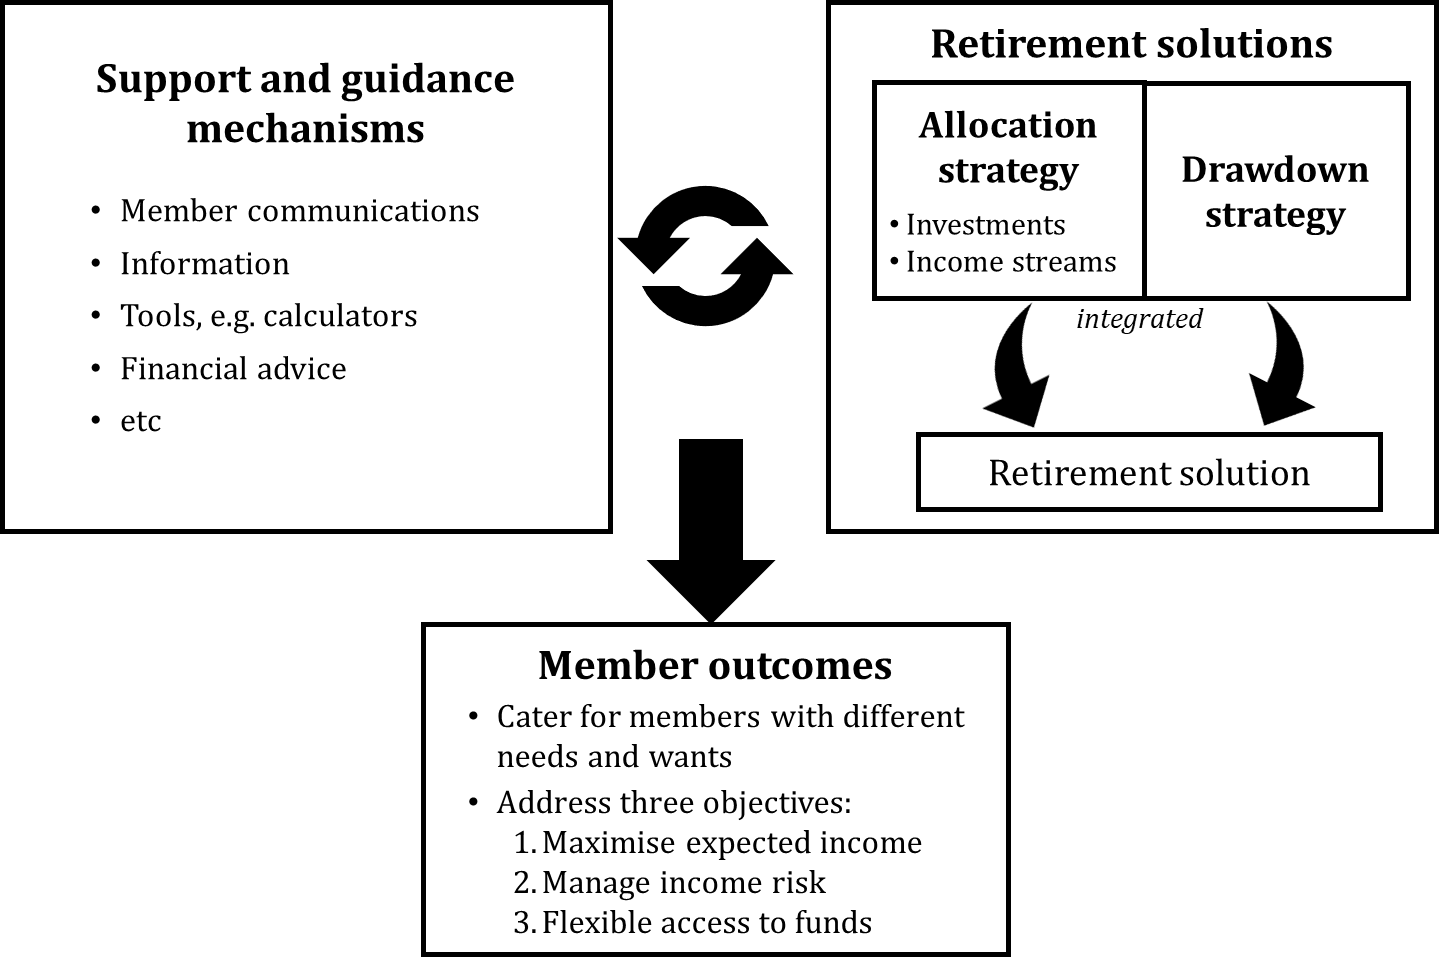 Support and guidance
mechanisms
• Member communications
• Information
• Tools, e.g. calculators
• Financial advice
• etc
Retirement solutions
Allocation
strategy
• Investments
• Income streams
Drawdown
strategy
integrated
Retirement solution
Member outcomes
• Cater for members with different
needs and wants
• Address three objectives:
1. Maximise expected income
2. Manage income risk
3. Flexible access to funds